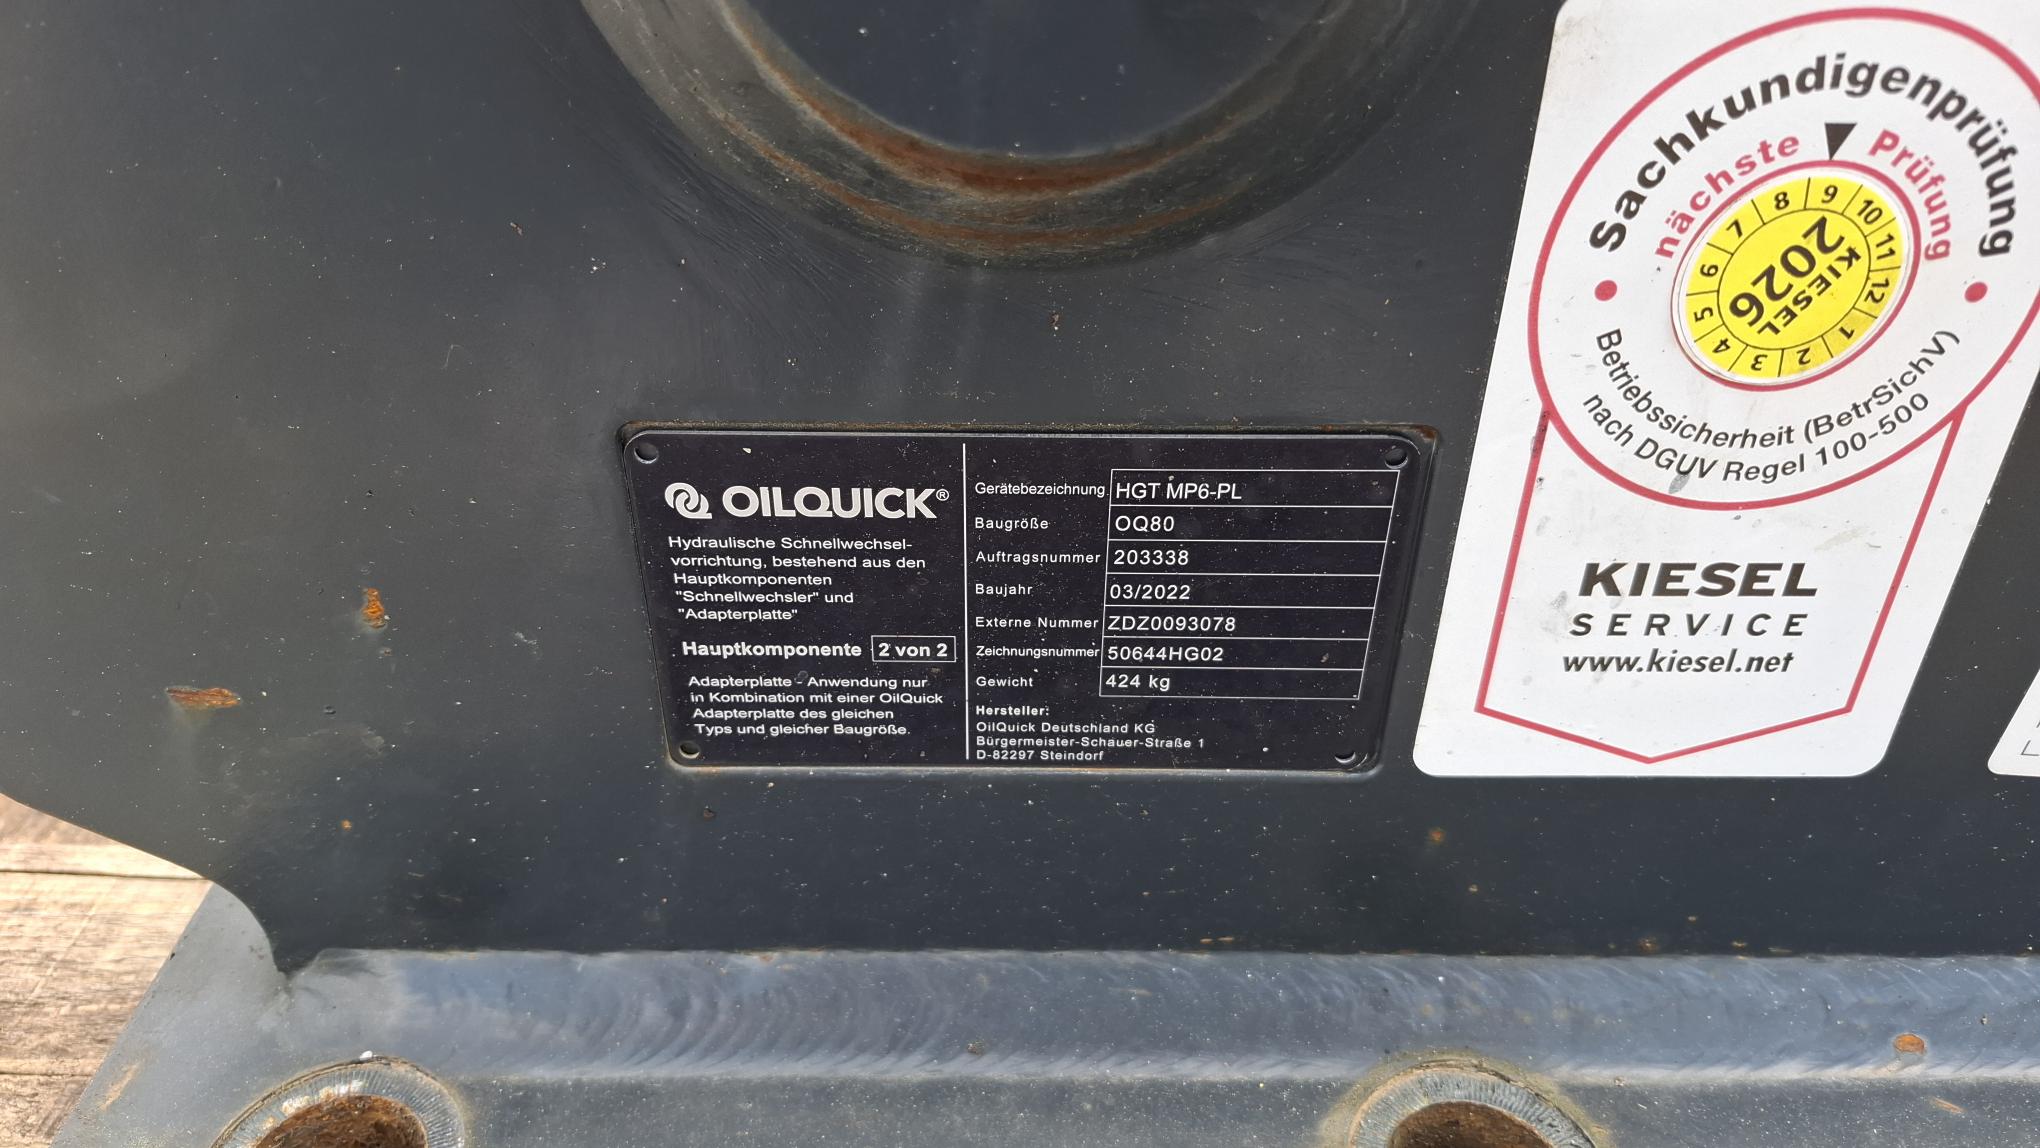 OILQUICK®
Hydraulische Schnellwechsel-
vorrichtung, bestehend aus den
Hauptkomponenten
"Schnellwechsler" und
"Adapterplatte"
Hauptkomponente 2 von 2
Adapterplatte - Anwendung nur
in Kombination mit einer OilQuick
Adapterplatte des gleichen
Typs und gleicher Baugröße.
Gerätebezeichnung HGT MP6-PL
Baugröße OQ80
Auftragsnummer 203338
Baujahr 03/2022
Externe Nummer ZDZ0093078
Zeichnungsnummer 50644HG02
Gewicht 424 kg
Hersteller:
OilQuick Deutschland KG
Bürgermeister-Schauer-Straße 1
D-82297 Steindorf
Sachkundigenprüfung
nächste Prüfung
1 2 3 4 5 6 7 8 9 10 11 12
2026
KIESEL
Betriebssicherheit (BetrSichV)
nach DGUV Regel 100-500
KIESEL
SERVICE
www.kiesel.net